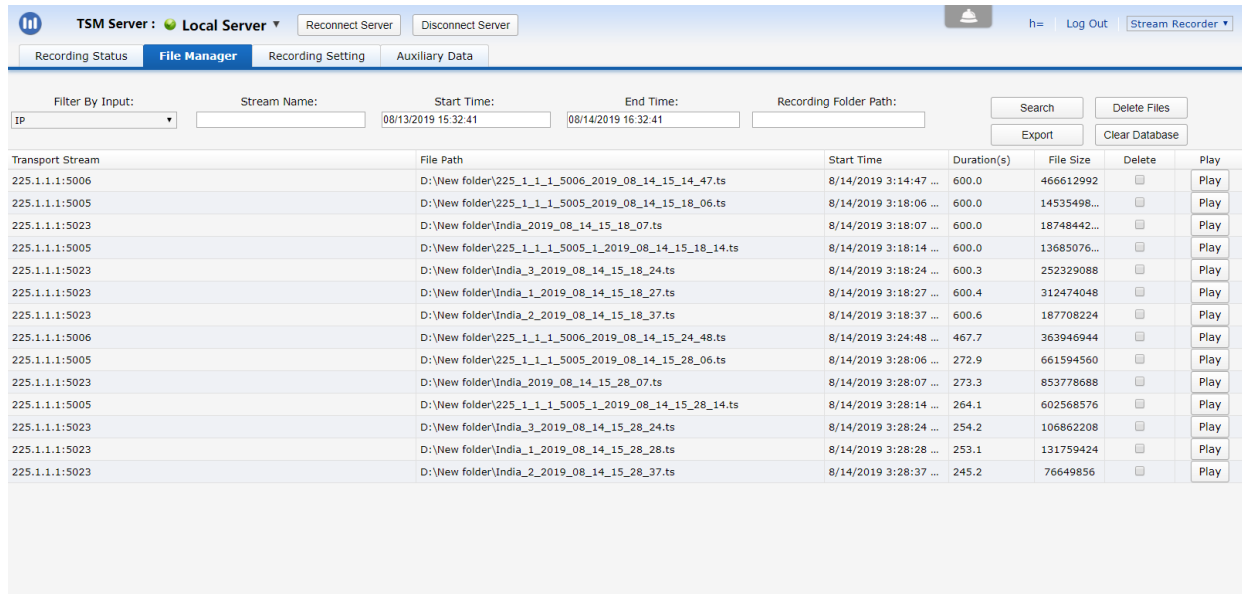 TSM Server : Local Server ▼ Reconnect Server Disconnect Server h= Log Out Stream Recorder ▼
Recording Status File Manager Recording Setting Auxiliary Data
Filter By Input: Stream Name: Start Time: End Time: Recording Folder Path:
Search Delete Files
IP ▼ 08/13/2019 15:32:41 08/14/2019 16:32:41
Export Clear Database
Transport Stream File Path Start Time Duration(s) File Size Delete Play
225.1.1.1:5006 D:\New folder\225_1_1_1_5006_2019_08_14_15_14_47.ts 8/14/2019 3:14:47 ... 600.0 466612992 Play
225.1.1.1:5005 D:\New folder\225_1_1_1_5005_2019_08_14_15_18_06.ts 8/14/2019 3:18:06 ... 600.0 14535498... Play
225.1.1.1:5023 D:\New folder\India_2019_08_14_15_18_07.ts 8/14/2019 3:18:07 ... 600.0 18748442... Play
225.1.1.1:5005 D:\New folder\225_1_1_1_5005_1_2019_08_14_15_18_14.ts 8/14/2019 3:18:14 ... 600.0 13685076... Play
225.1.1.1:5023 D:\New folder\India_3_2019_08_14_15_18_24.ts 8/14/2019 3:18:24 ... 600.3 252329088 Play
225.1.1.1:5023 D:\New folder\India_1_2019_08_14_15_18_27.ts 8/14/2019 3:18:27 ... 600.4 312474048 Play
225.1.1.1:5023 D:\New folder\India_2_2019_08_14_15_18_37.ts 8/14/2019 3:18:37 ... 600.6 187708224 Play
225.1.1.1:5006 D:\New folder\225_1_1_1_5006_2019_08_14_15_24_48.ts 8/14/2019 3:24:48 ... 467.7 363946944 Play
225.1.1.1:5005 D:\New folder\225_1_1_1_5005_2019_08_14_15_28_06.ts 8/14/2019 3:28:06 ... 272.9 661594560 Play
225.1.1.1:5023 D:\New folder\India_2019_08_14_15_28_07.ts 8/14/2019 3:28:07 ... 273.3 853778688 Play
225.1.1.1:5005 D:\New folder\225_1_1_1_5005_1_2019_08_14_15_28_14.ts 8/14/2019 3:28:14 ... 264.1 602568576 Play
225.1.1.1:5023 D:\New folder\India_3_2019_08_14_15_28_24.ts 8/14/2019 3:28:24 ... 254.2 106862208 Play
225.1.1.1:5023 D:\New folder\India_1_2019_08_14_15_28_28.ts 8/14/2019 3:28:28 ... 253.1 131759424 Play
225.1.1.1:5023 D:\New folder\India_2_2019_08_14_15_28_37.ts 8/14/2019 3:28:37 ... 245.2 76649856 Play